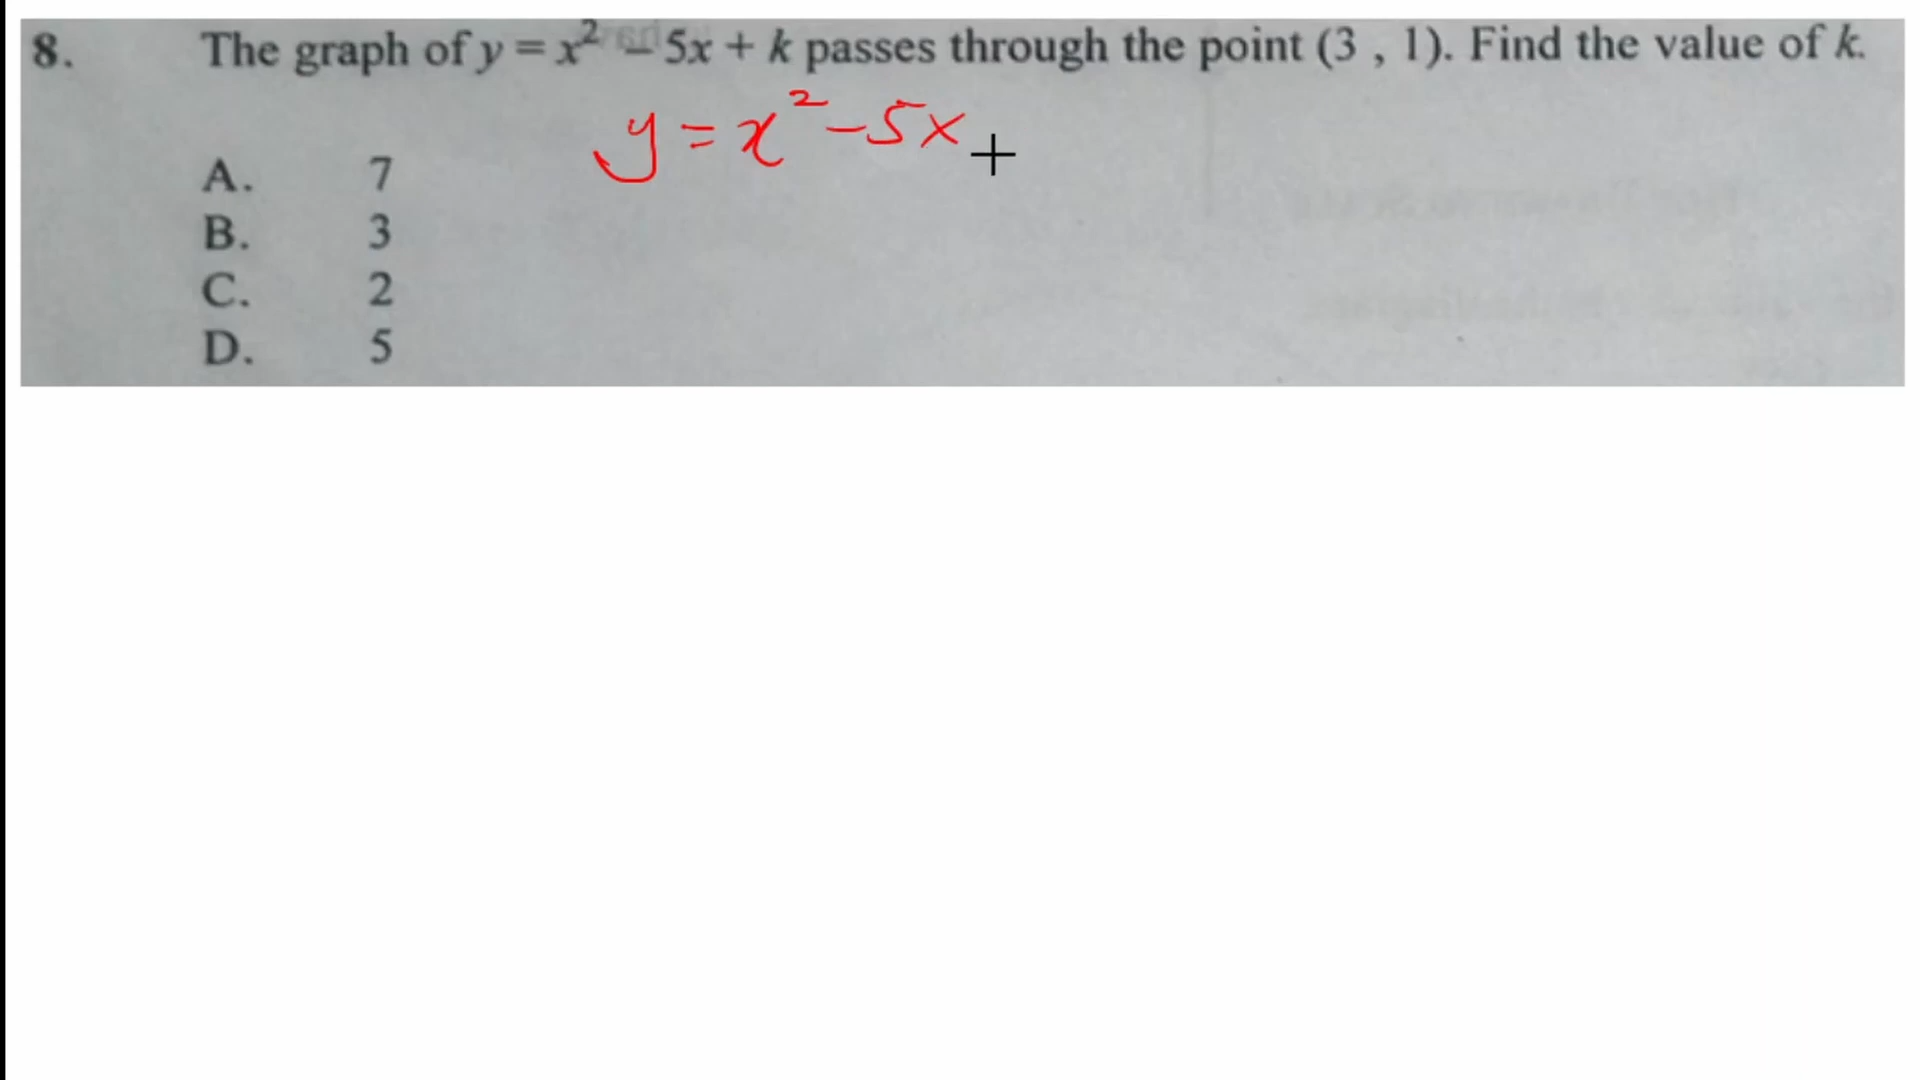 8. The graph of y = x² – 5x + k passes through the point (3 , 1). Find the value of k.
y = x² – 5x
A. 7
B. 3
C. 2
D. 5